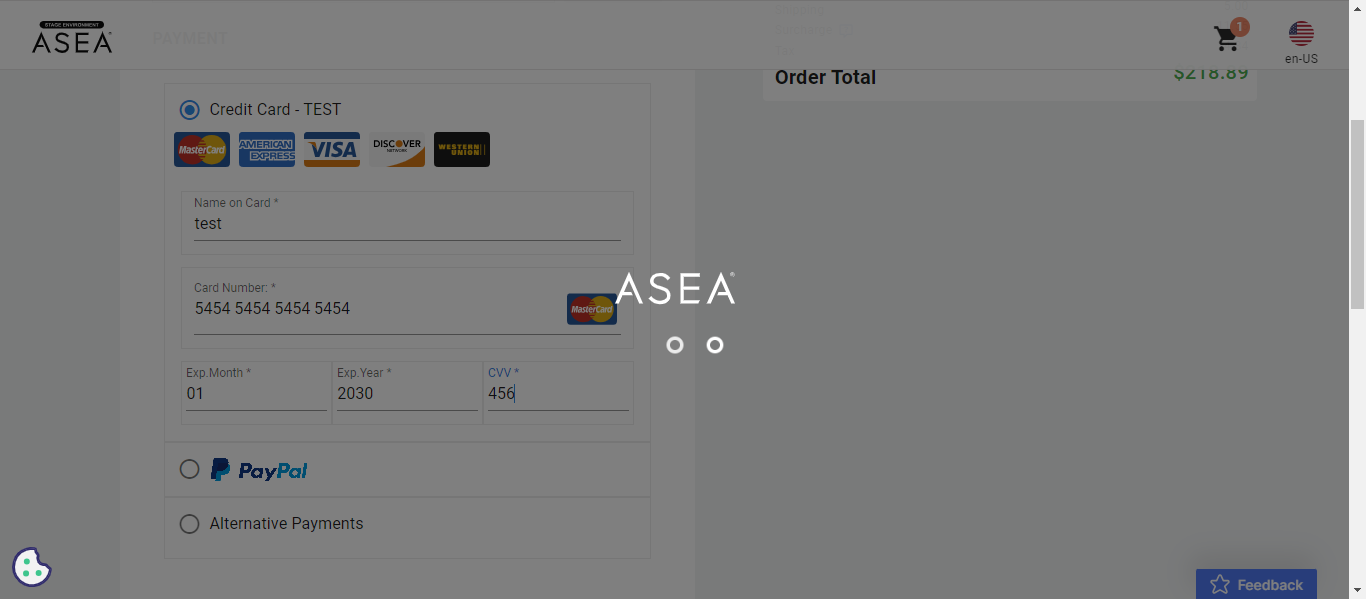 STAGE ENVIRONMENT
ASEA
PAYMENT
1
en-US
Order Total
$218.89
Credit Card - TEST
MasterCard
AMERICAN EXPRESS
VISA
DISCOVER
NETWORK
WESTERN UNION
Name on Card *
test
ASEA
Card Number: *
5454 5454 5454 5454
MasterCard
Exp.Month *
01
Exp.Year *
2030
CVV *
456
PayPal
Alternative Payments
Feedback